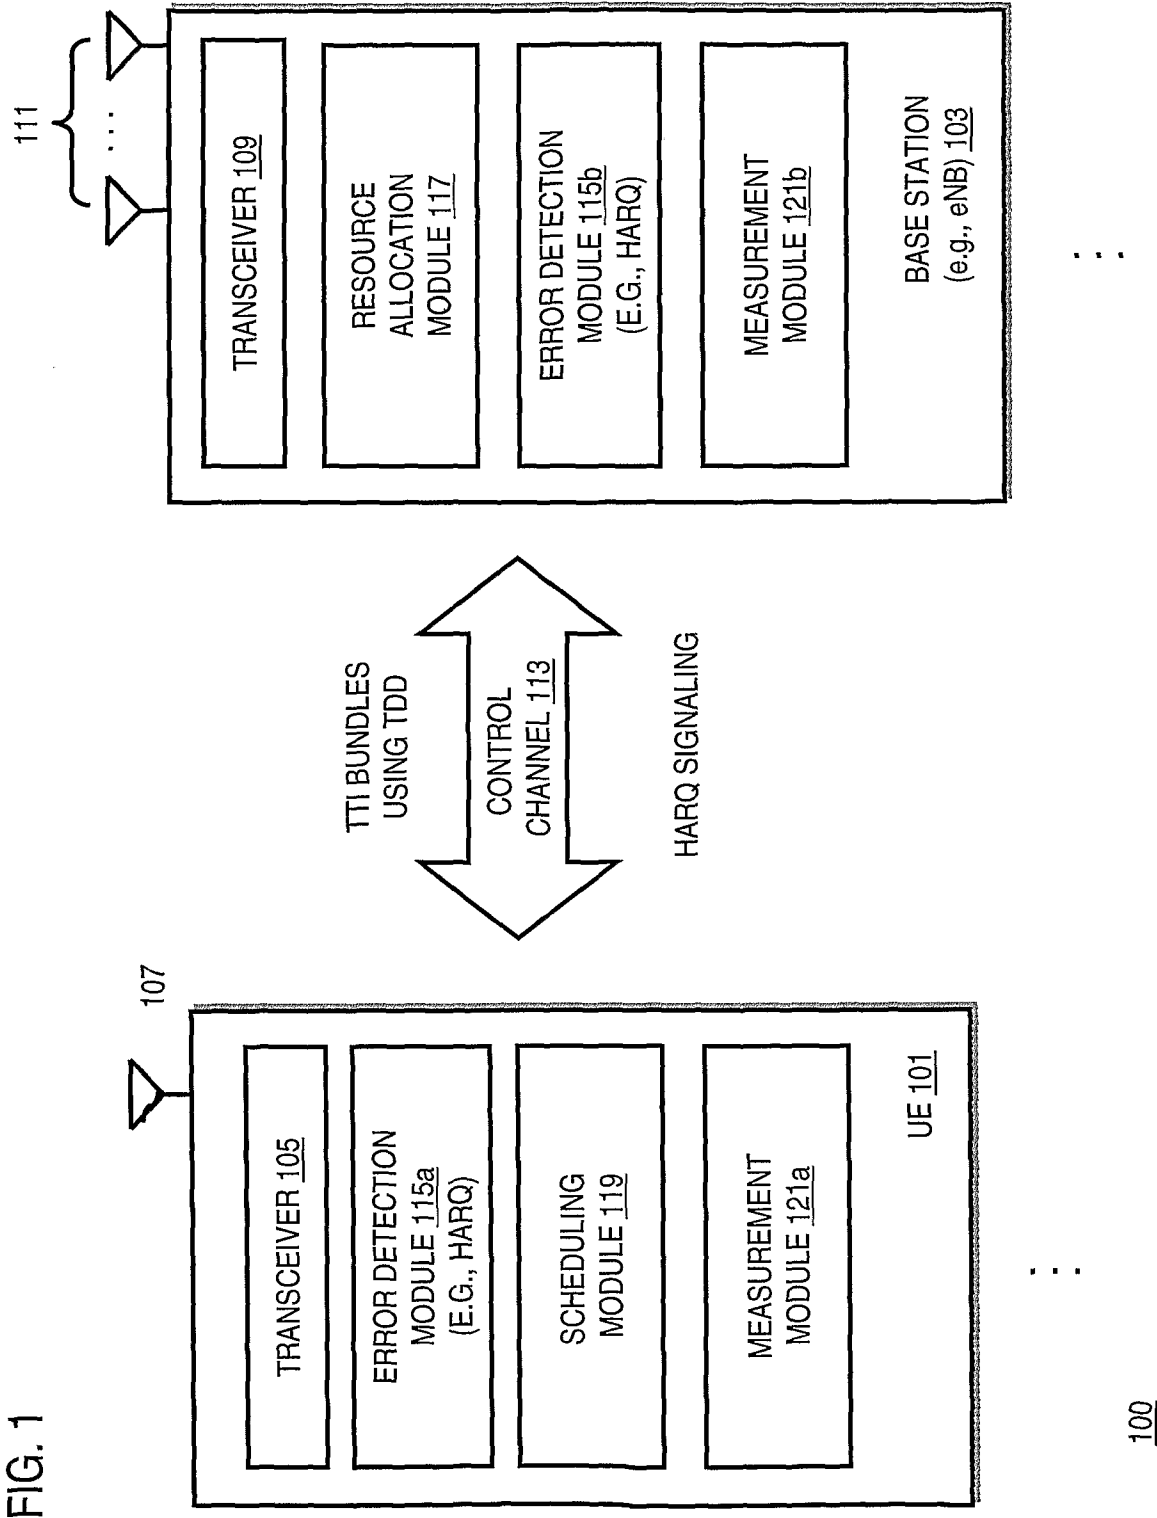 FIG. 1
107
TRANSCEIVER 105
ERROR DETECTION
MODULE 115a
(E.G., HARQ)
SCHEDULING
MODULE 119
MEASUREMENT
MODULE 121a
UE 101
...
100
TTI BUNDLES
USING TDD
CONTROL
CHANNEL 113
HARQ SIGNALING
111
...
TRANSCEIVER 109
RESOURCE
ALLOCATION
MODULE 117
ERROR DETECTION
MODULE 115b
(E.G., HARQ)
MEASUREMENT
MODULE 121b
BASE STATION
(e.g., eNB) 103
...